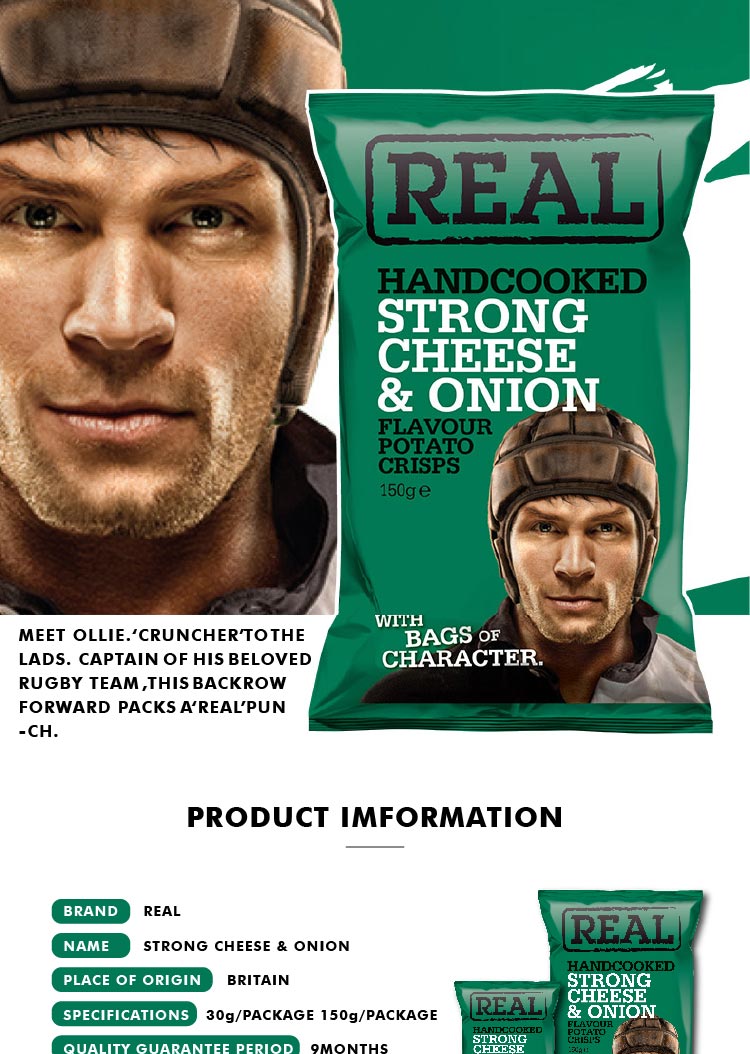 REAL
HANDCOOKED
STRONG
CHEESE
& ONION
FLAVOUR
POTATO
CRISPS
150g e
WITH
BAGS OF
CHARACTER.
MEET OLLIE.‘CRUNCHER’TO THE
LADS. CAPTAIN OF HIS BELOVED
RUGBY TEAM ,THIS BACKROW
FORWARD PACKS A‘REAL’PUN
-CH.
PRODUCT IMFORMATION
BRAND REAL
NAME STRONG CHEESE & ONION
PLACE OF ORIGIN BRITAIN
SPECIFICATIONS 30g/PACKAGE 150g/PACKAGE
QUALITY GUARANTEE PERIOD 9MONTHS
REAL
HANDCOOKED
STRONG
CHEESE
& ONION
FLAVOUR
POTATO
CRISPS
150g e
REAL
HANDCOOKED
STRONG
CHEESE